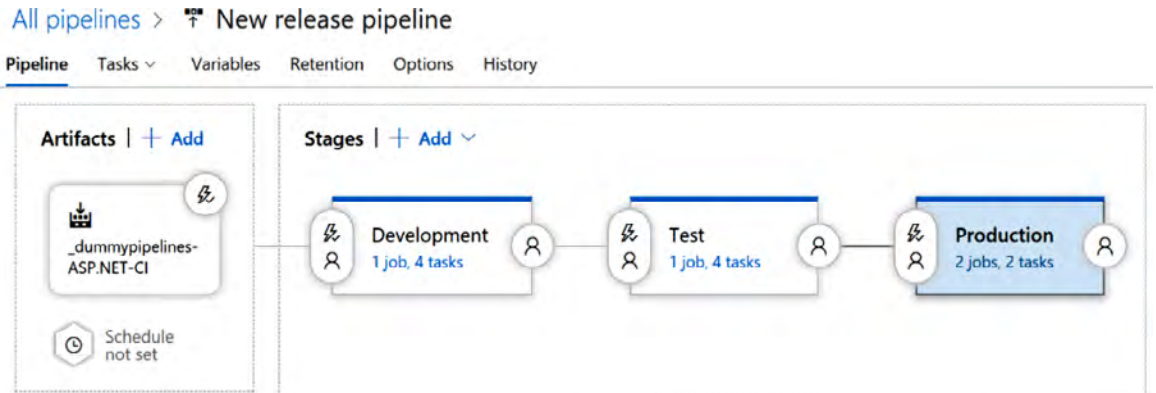 All pipelines > New release pipeline
Pipeline Tasks Variables Retention Options History
Artifacts | + Add
_dummypipelines-
ASP.NET-CI
Schedule
not set
Stages | + Add
Development
1 job, 4 tasks
Test
1 job, 4 tasks
Production
2 jobs, 2 tasks